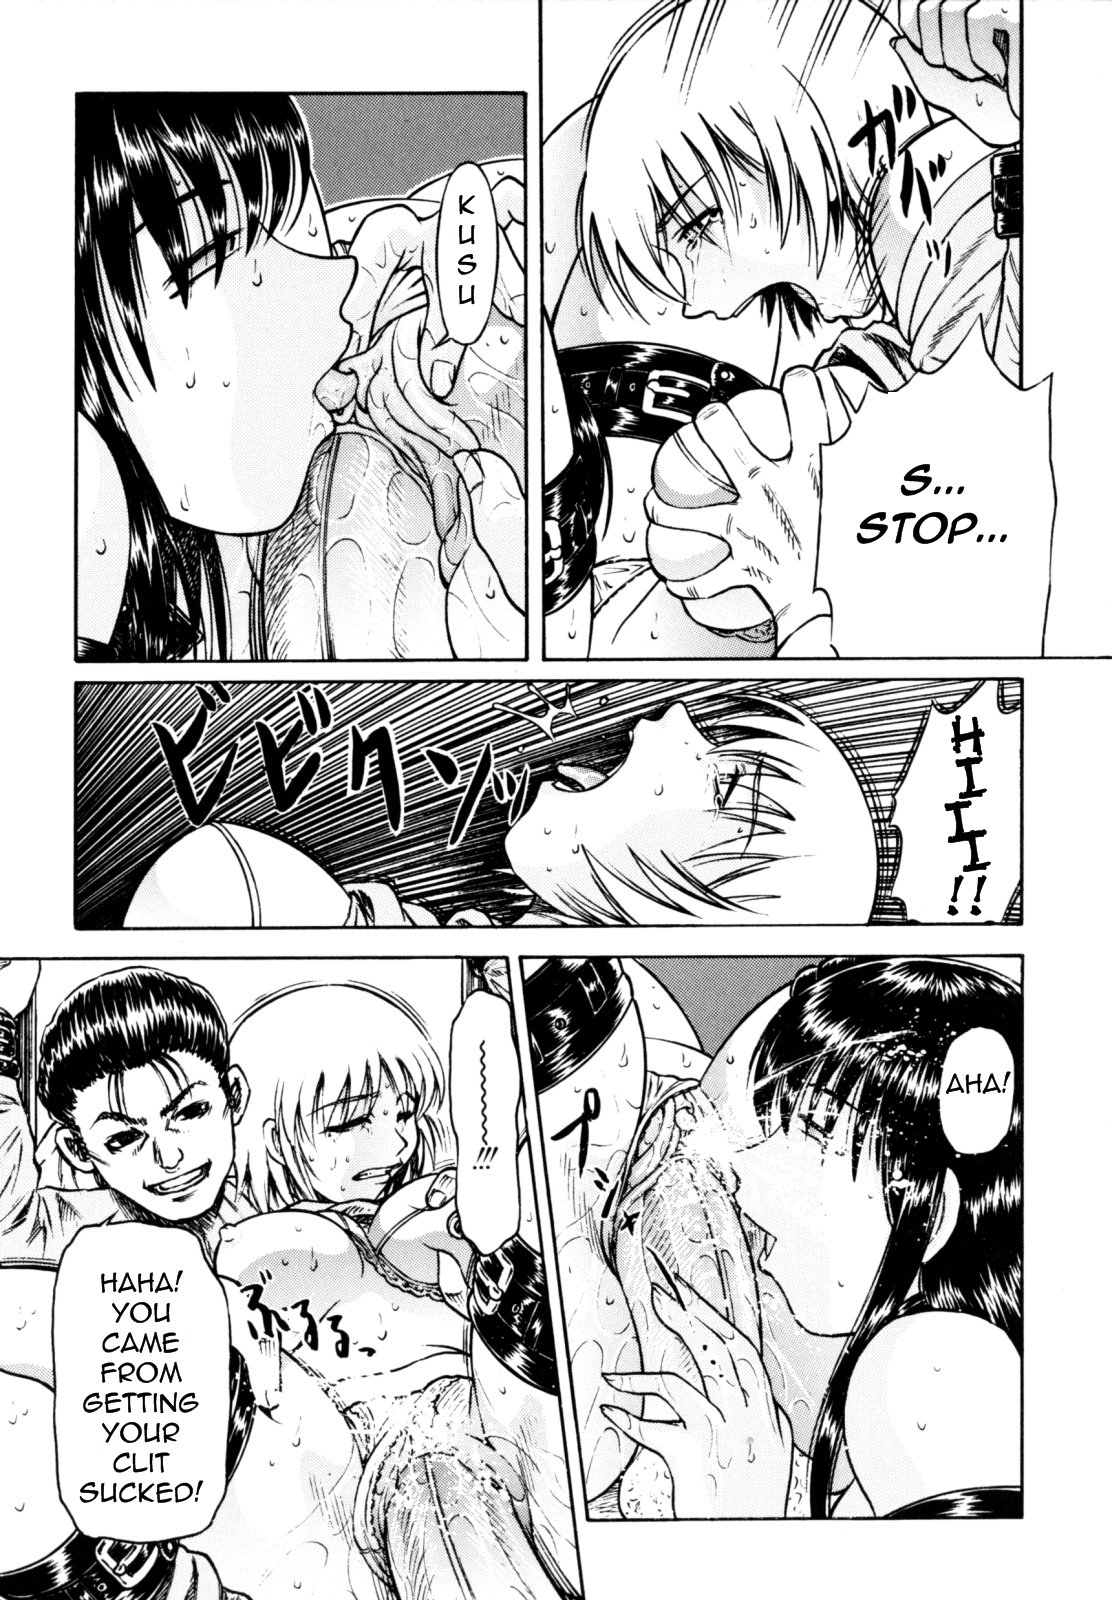 S...
STOP...
KUSU
HIII!!
ビビクンッ
AHA!
!!!
ぶるるっ
HAHA!
YOU
CAME
FROM
GETTING
YOUR
CLIT
SUCKED!